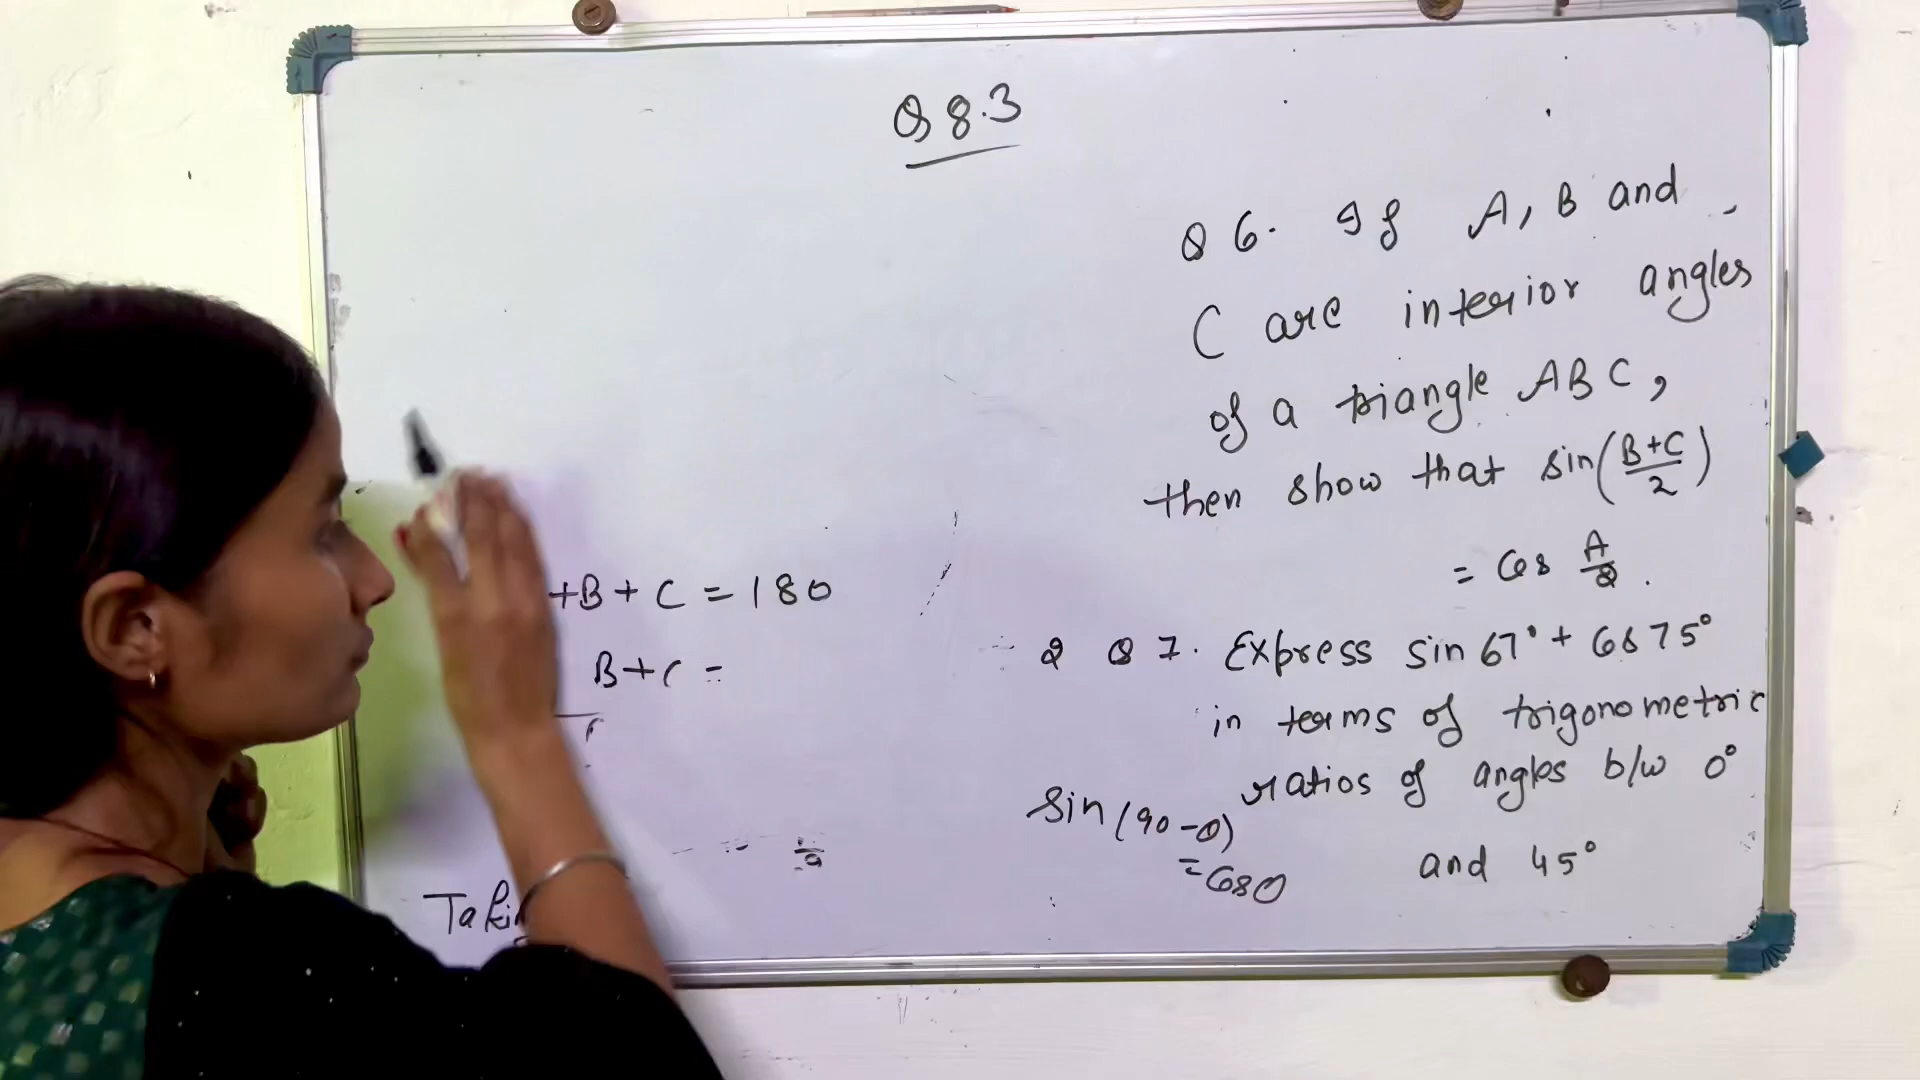 Q 8.3
Q 6. If A, B and
C are interior angles
of a triangle ABC,
then show that sin(B+C/2)
= Cos A/2.
Q 7. Express sin 67° + Cos 75°
in terms of trigonometric
ratios of angles b/w 0°
and 45°
sin(90-θ)
= Cosθ
+B + C = 180
B+C =